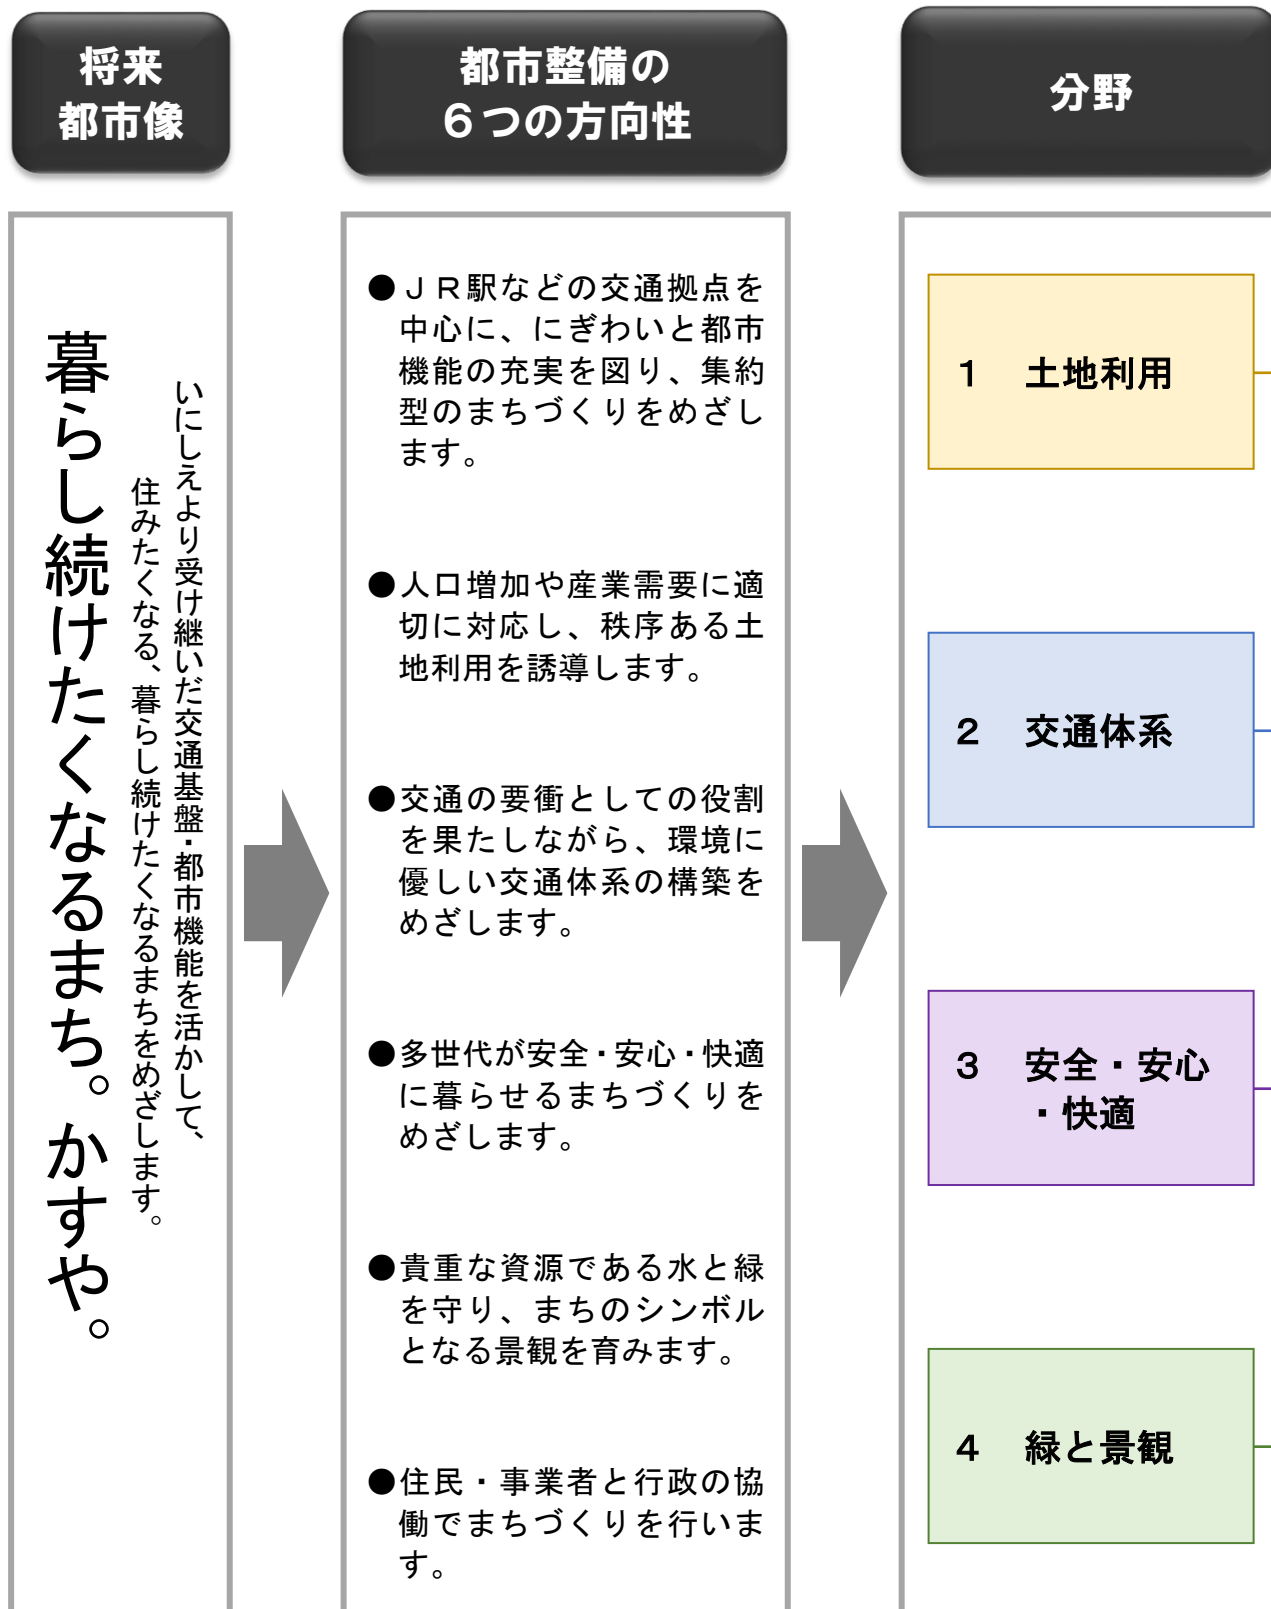 将来
都市像
都市整備の
６つの方向性
分野
いにしえより受け継いだ交通基盤・都市機能を活かして、
住みたくなる、暮らし続けたくなるまちをめざします。
暮らし続けたくなるまち。かすや。
●ＪＲ駅などの交通拠点を
中心に、にぎわいと都市
機能の充実を図り、集約
型のまちづくりをめざし
ます。
●人口増加や産業需要に適
切に対応し、秩序ある土
地利用を誘導します。
●交通の要衝としての役割
を果たしながら、環境に
優しい交通体系の構築を
めざします。
●多世代が安全・安心・快適
に暮らせるまちづくりを
めざします。
●貴重な資源である水と緑
を守り、まちのシンボル
となる景観を育みます。
●住民・事業者と行政の協
働でまちづくりを行いま
す。
１　土地利用
２　交通体系
３　安全・安心
・快適
４　緑と景観